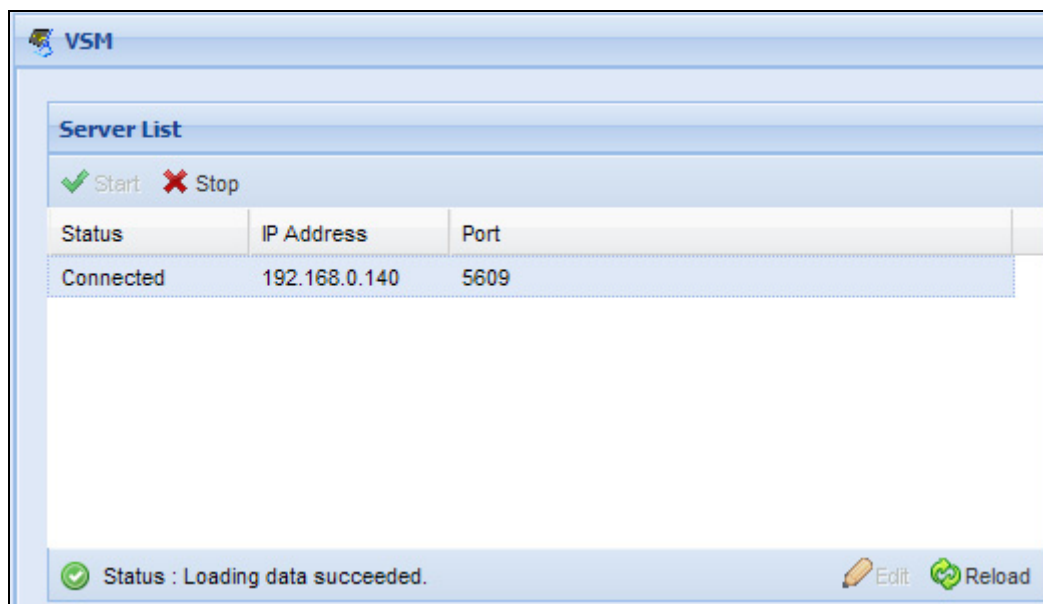 VSM
Server List
Start Stop
Status IP Address Port
Connected 192.168.0.140 5609
Status : Loading data succeeded. Edit Reload